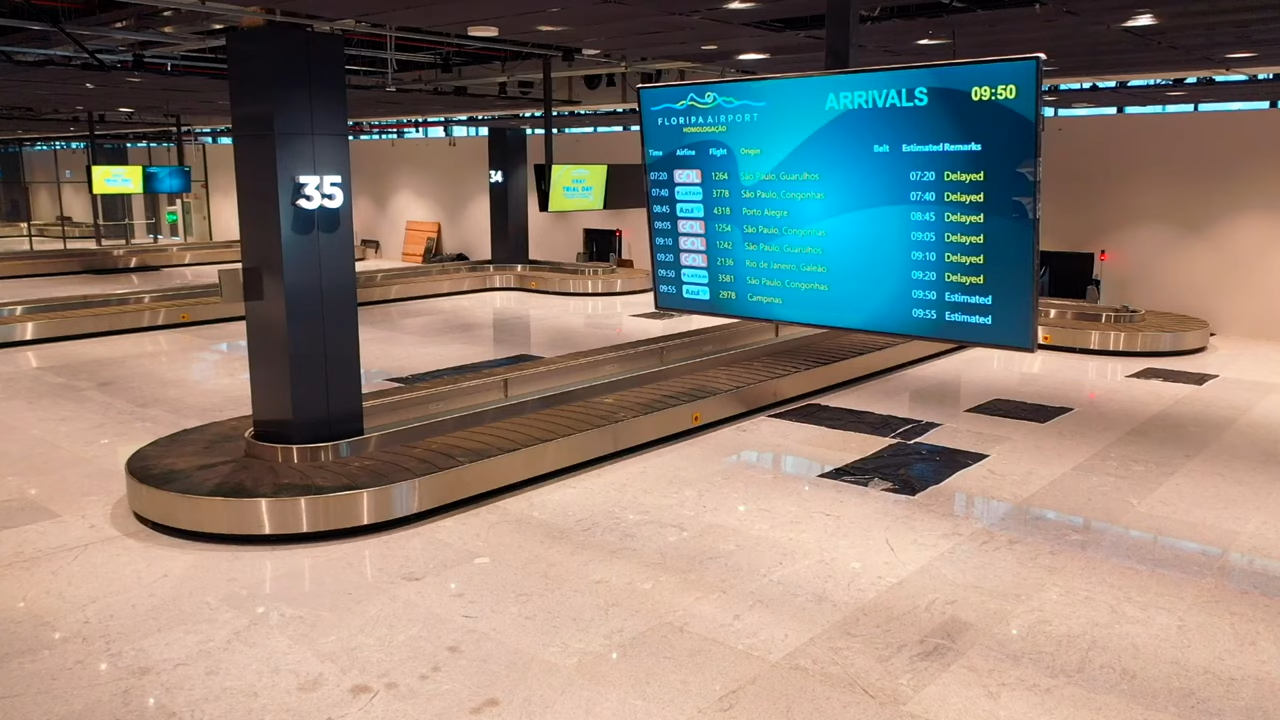 35
34
TRIAL DAY
FLORIPA AIRPORT
HOMOLOGAÇÃO
ARRIVALS
09:50
Time Airline Flight Origin Belt Estimated Remarks
07:20 GOL 1264 São Paulo, Guarulhos 07:20 Delayed
07:40 LATAM 3778 São Paulo, Congonhas 07:40 Delayed
08:45 Azul 4318 Porto Alegre 08:45 Delayed
09:05 GOL 1254 São Paulo, Congonhas 09:05 Delayed
09:10 GOL 1242 São Paulo, Guarulhos 09:10 Delayed
09:20 GOL 2136 Rio de Janeiro, Galeão 09:20 Delayed
09:50 LATAM 3581 São Paulo, Congonhas 09:50 Estimated
09:55 Azul 2978 Campinas 09:55 Estimated